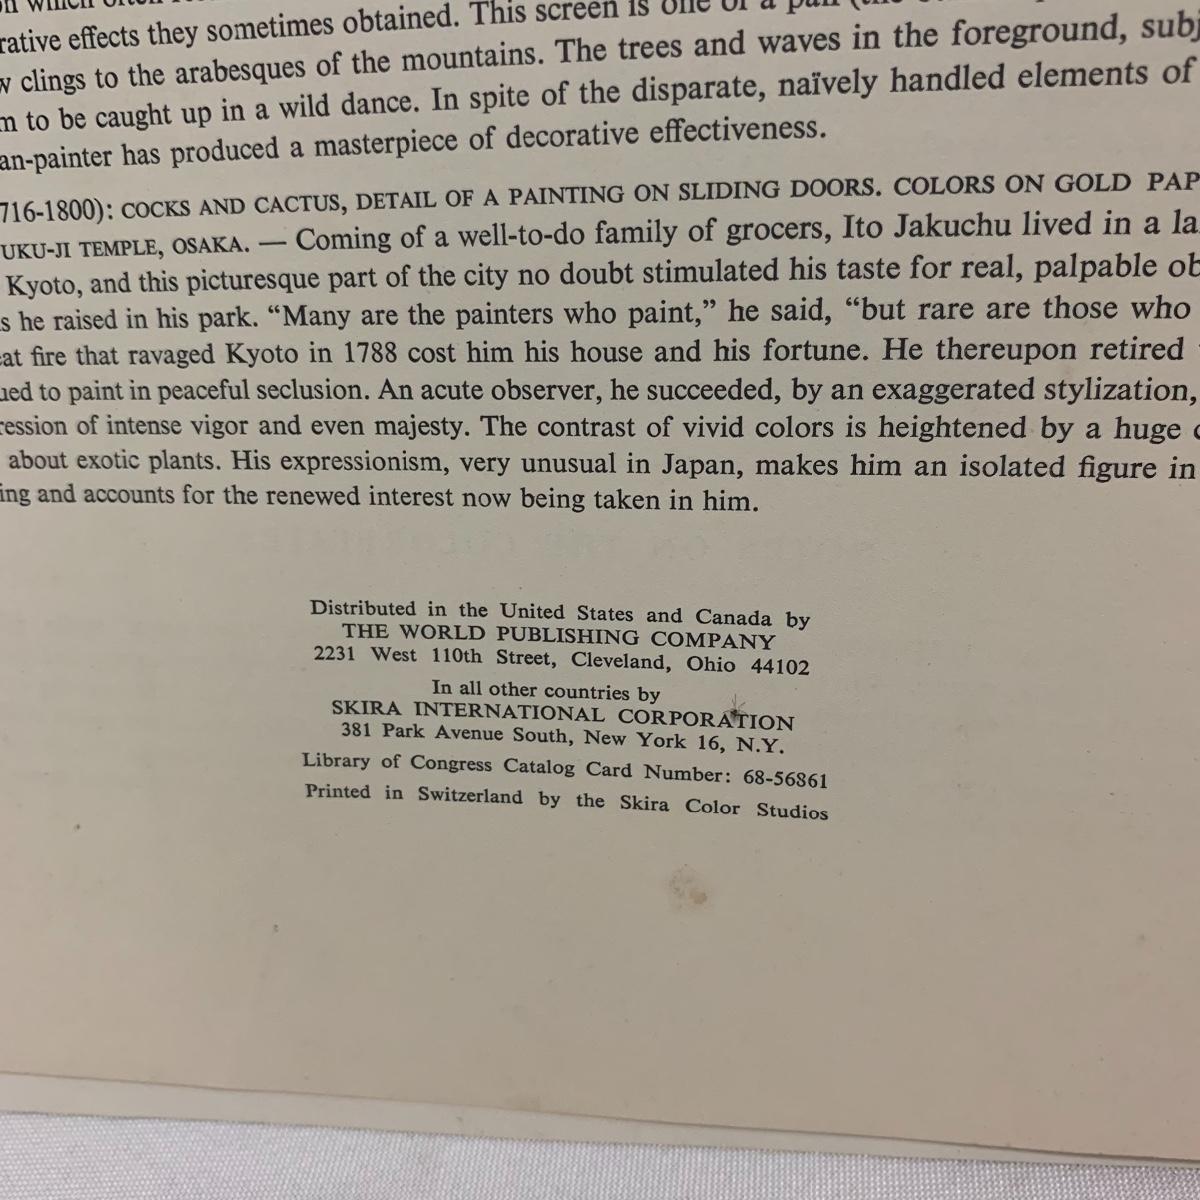 rative effects they sometimes obtained. This screen is one of a pair
clings to the arabesques of the mountains. The trees and waves in the foreground, subj
m to be caught up in a wild dance. In spite of the disparate, naïvely handled elements of
an-painter has produced a masterpiece of decorative effectiveness.
716-1800): COCKS AND CACTUS, DETAIL OF A PAINTING ON SLIDING DOORS. COLORS ON GOLD PAP
UKU-JI TEMPLE, OSAKA. — Coming of a well-to-do family of grocers, Ito Jakuchu lived in a la
Kyoto, and this picturesque part of the city no doubt stimulated his taste for real, palpable ob
s he raised in his park. “Many are the painters who paint,” he said, “but rare are those who
eat fire that ravaged Kyoto in 1788 cost him his house and his fortune. He thereupon retired
ued to paint in peaceful seclusion. An acute observer, he succeeded, by an exaggerated stylization,
ression of intense vigor and even majesty. The contrast of vivid colors is heightened by a huge
about exotic plants. His expressionism, very unusual in Japan, makes him an isolated figure in
ing and accounts for the renewed interest now being taken in him.
Distributed in the United States and Canada by
THE WORLD PUBLISHING COMPANY
2231 West 110th Street, Cleveland, Ohio 44102
In all other countries by
SKIRA INTERNATIONAL CORPORATION
381 Park Avenue South, New York 16, N.Y.
Library of Congress Catalog Card Number: 68-56861
Printed in Switzerland by the Skira Color Studios